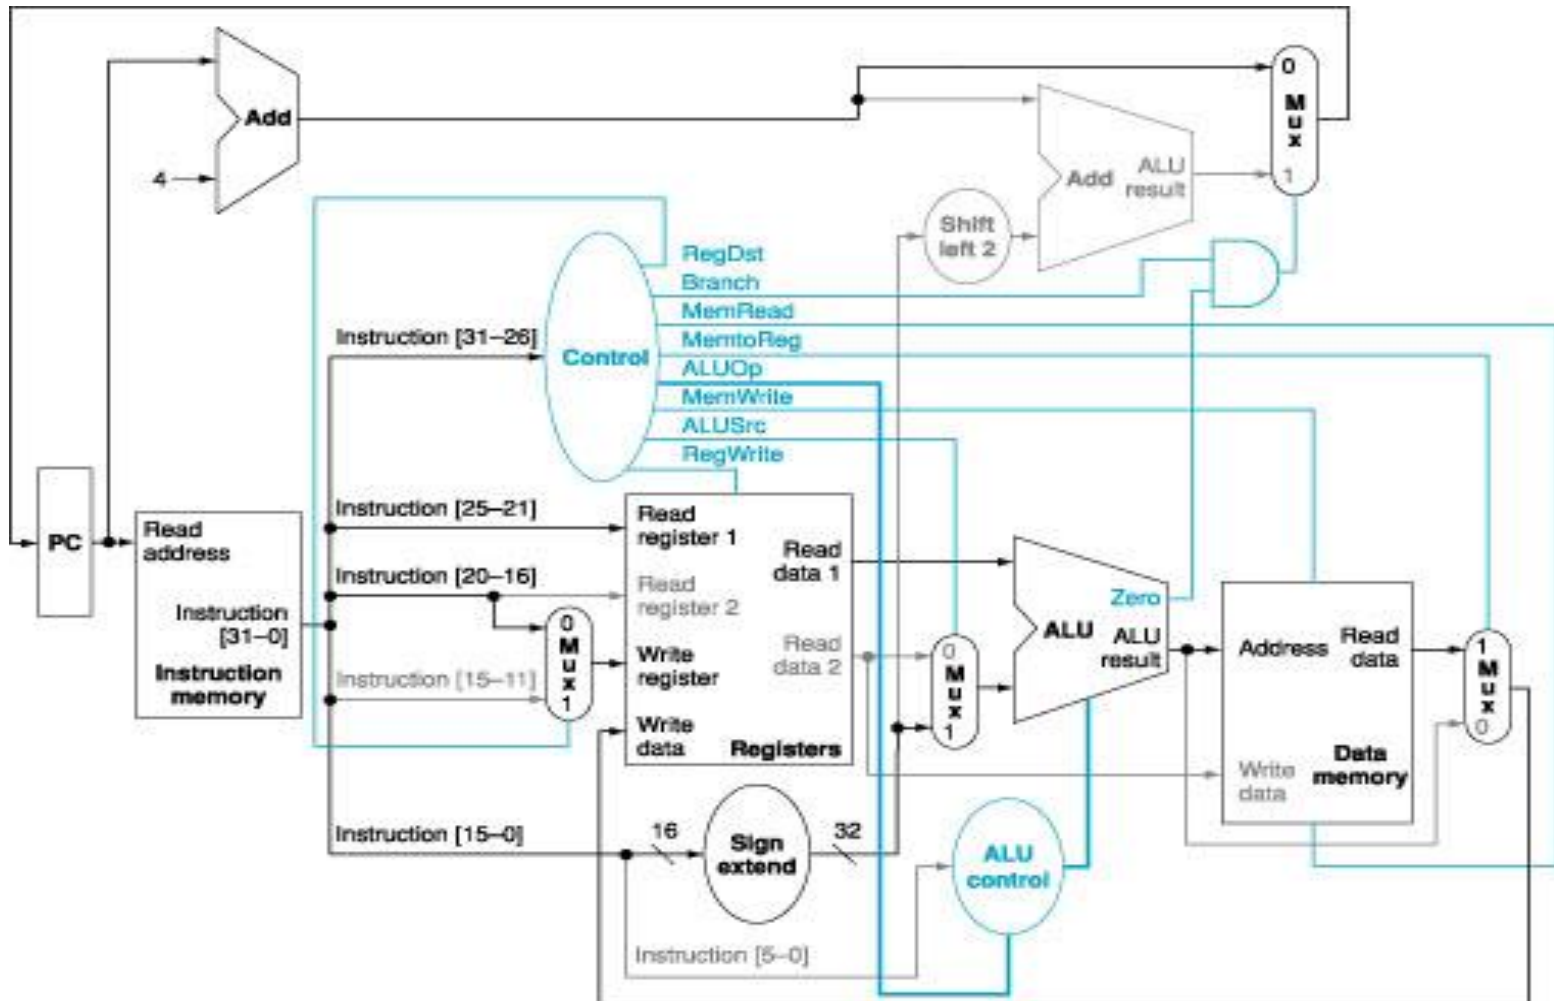 0
M
u
x
1
Add
4
Add
ALU
result
Shift
left 2
RegDst
Branch
MemRead
MemtoReg
ALUOp
MemWrite
ALUSrc
RegWrite
Instruction [31–26]
Control
PC
Read
address
Instruction
[31–0]
Instruction
memory
Instruction [25–21]
Instruction [20–16]
Instruction [15–11]
Instruction [15–0]
0
M
u
x
1
Read
register 1
Read
register 2
Write
register
Write
data
Read
data 1
Read
data 2
Registers
0
M
u
x
1
Zero
ALU
ALU
result
Address
Read
data
Write
data
Data
memory
1
M
u
x
0
16
Sign
extend
32
ALU
control
Instruction [5–0]